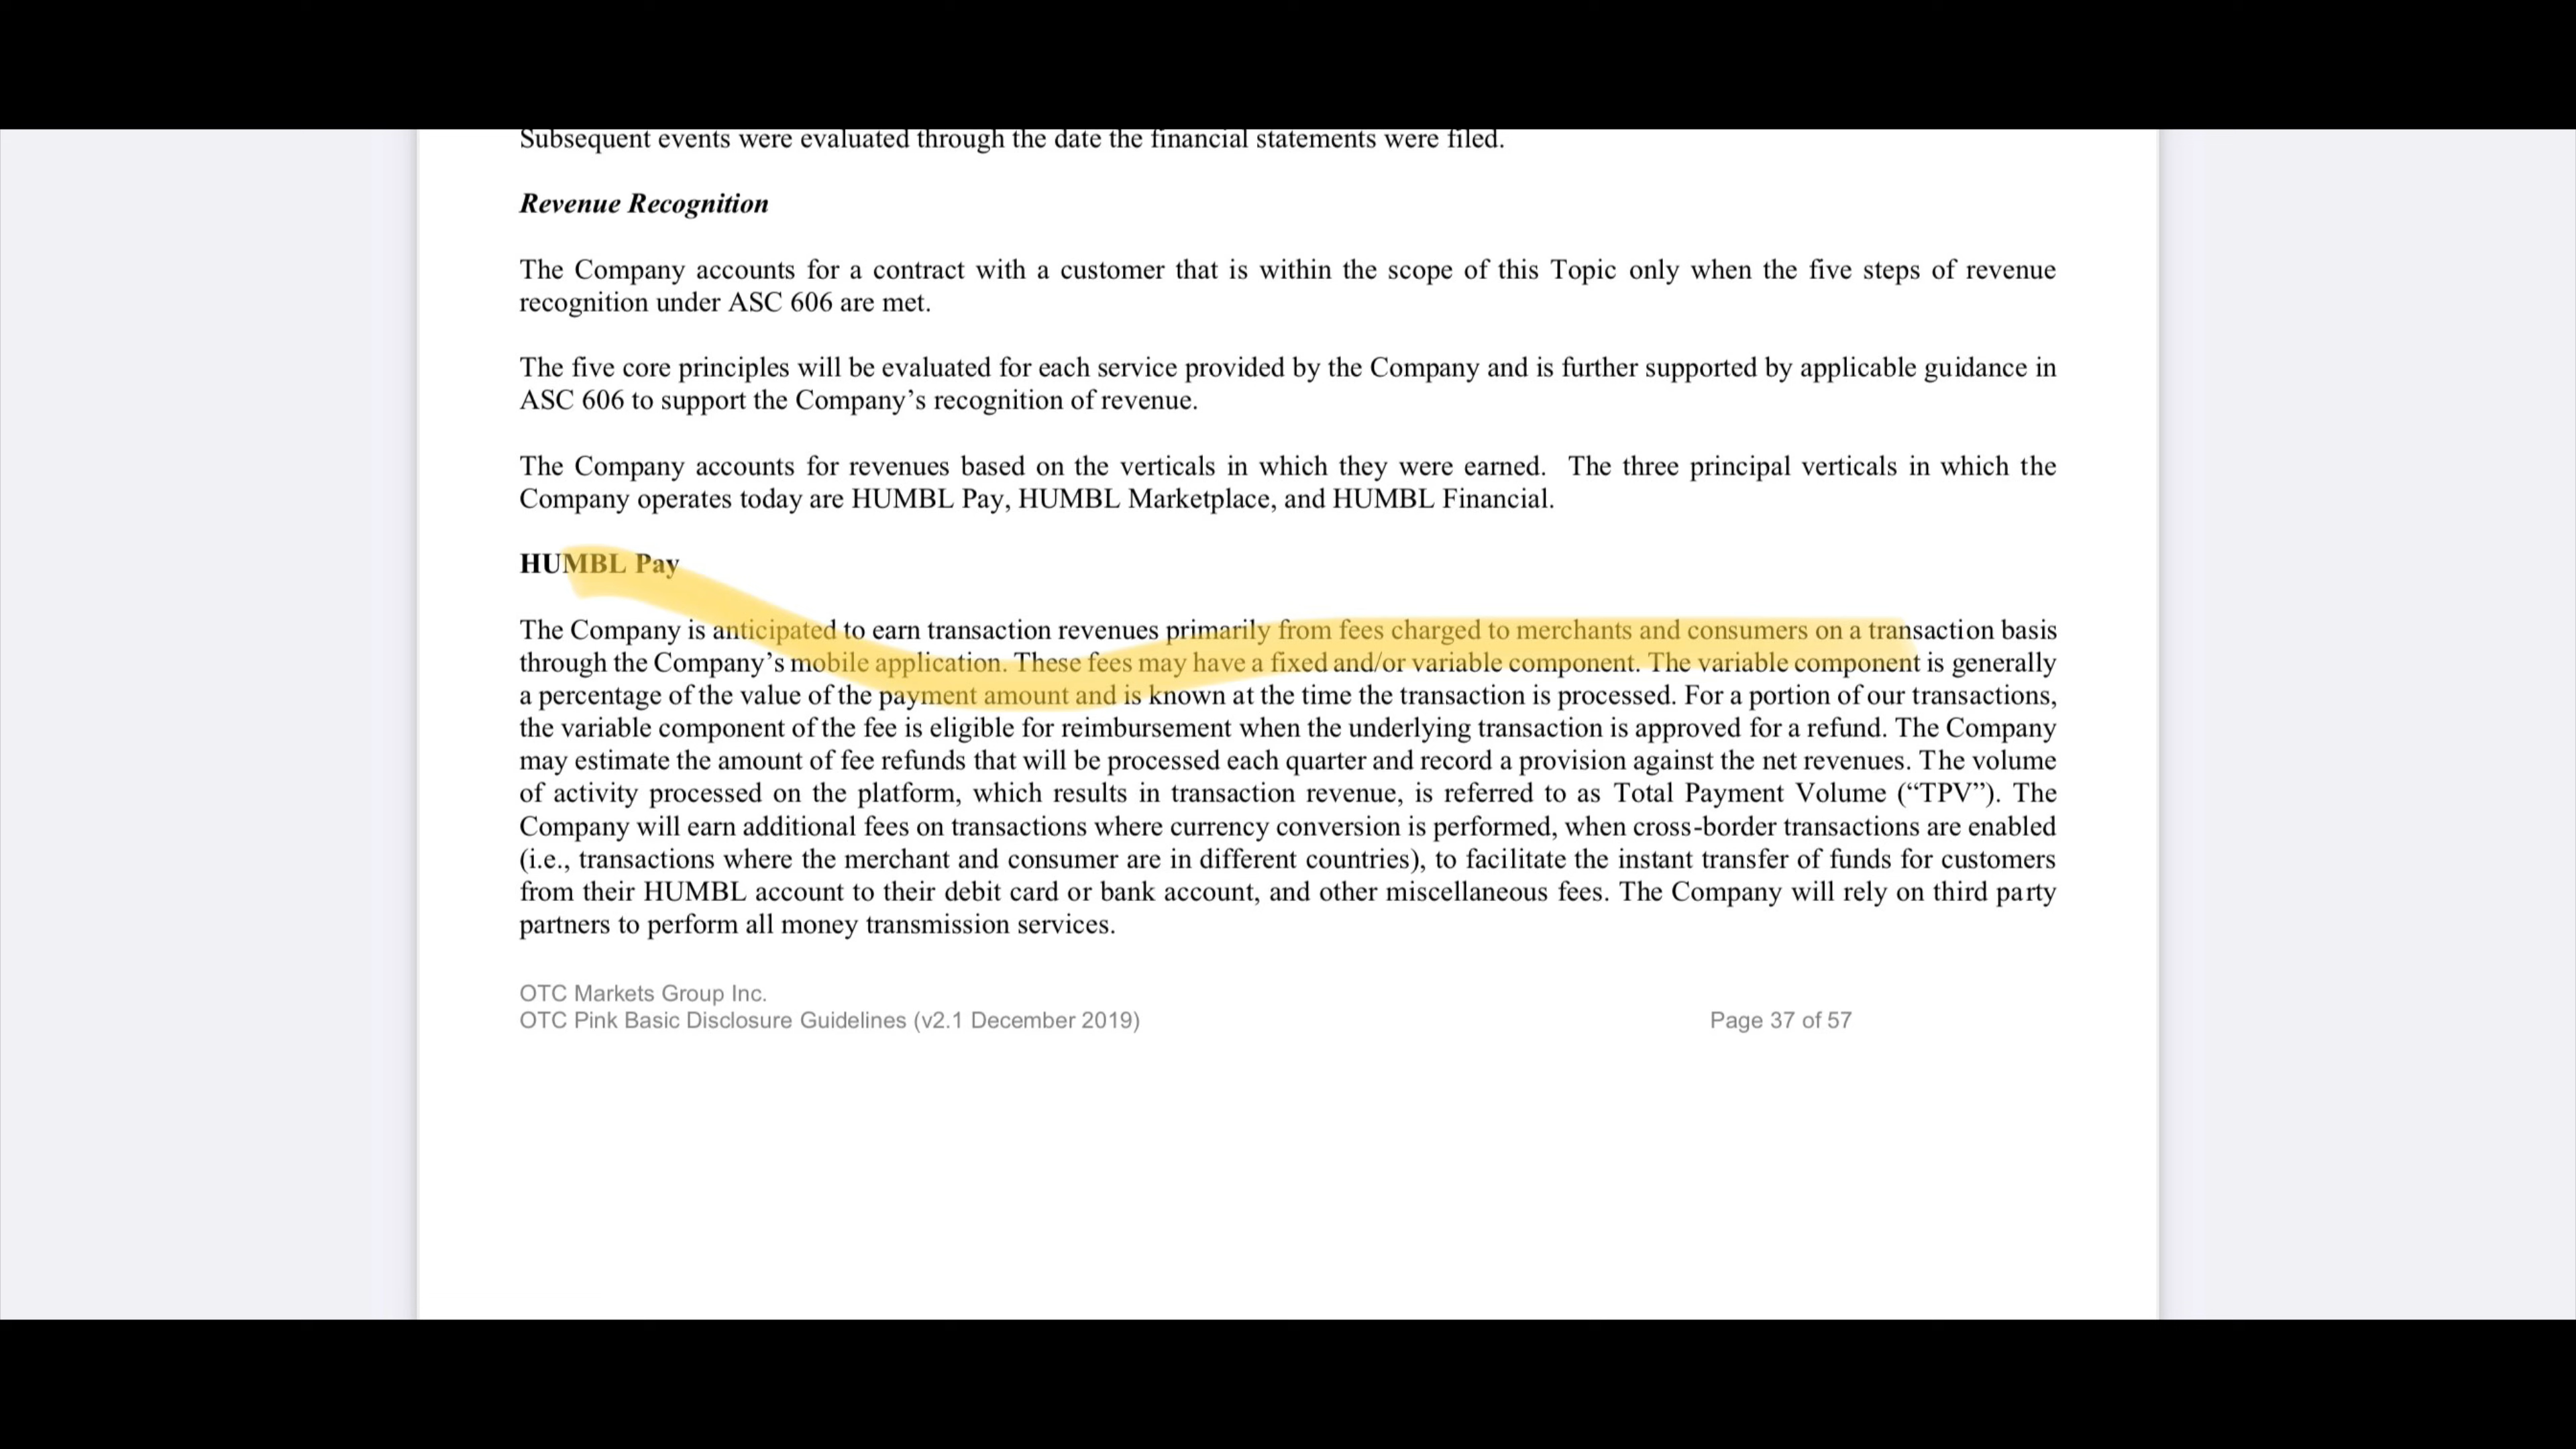 Subsequent events were evaluated through the date the financial statements were filed.
Revenue Recognition
The Company accounts for a contract with a customer that is within the scope of this Topic only when the five steps of revenue
recognition under ASC 606 are met.
The five core principles will be evaluated for each service provided by the Company and is further supported by applicable guidance in
ASC 606 to support the Company’s recognition of revenue.
The Company accounts for revenues based on the verticals in which they were earned.  The three principal verticals in which the
Company operates today are HUMBL Pay, HUMBL Marketplace, and HUMBL Financial.
HUMBL Pay
The Company is anticipated to earn transaction revenues primarily from fees charged to merchants and consumers on a transaction basis
through the Company’s mobile application. These fees may have a fixed and/or variable component. The variable component is generally
a percentage of the value of the payment amount and is known at the time the transaction is processed. For a portion of our transactions,
the variable component of the fee is eligible for reimbursement when the underlying transaction is approved for a refund. The Company
may estimate the amount of fee refunds that will be processed each quarter and record a provision against the net revenues. The volume
of activity processed on the platform, which results in transaction revenue, is referred to as Total Payment Volume (“TPV”). The
Company will earn additional fees on transactions where currency conversion is performed, when cross-border transactions are enabled
(i.e., transactions where the merchant and consumer are in different countries), to facilitate the instant transfer of funds for customers
from their HUMBL account to their debit card or bank account, and other miscellaneous fees. The Company will rely on third party
partners to perform all money transmission services.
OTC Markets Group Inc.
OTC Pink Basic Disclosure Guidelines (v2.1 December 2019) Page 37 of 57